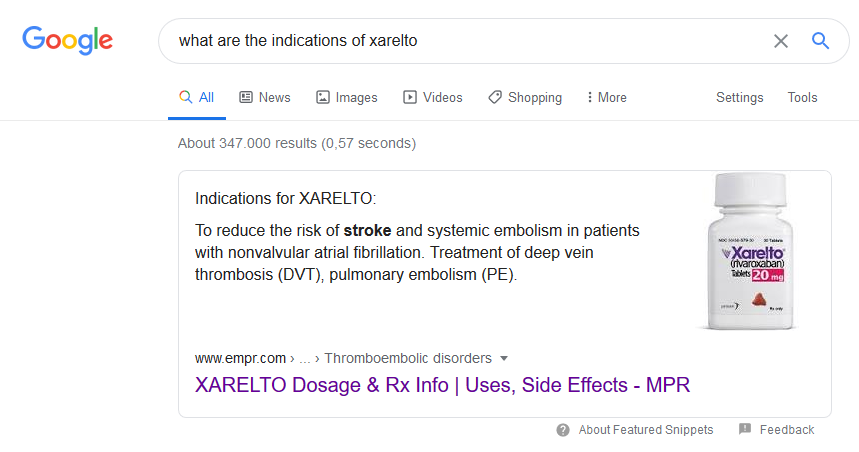 Google
what are the indications of xarelto
All News Images Videos Shopping More Settings Tools
About 347.000 results (0,57 seconds)
Indications for XARELTO:
To reduce the risk of stroke and systemic embolism in patients
with nonvalvular atrial fibrillation. Treatment of deep vein
thrombosis (DVT), pulmonary embolism (PE).
30 Tablets
Xarelto
(rivaroxaban)
Tablets 20 mg
Rx only
www.empr.com › ... › Thromboembolic disorders
XARELTO Dosage & Rx Info | Uses, Side Effects - MPR
About Featured Snippets Feedback